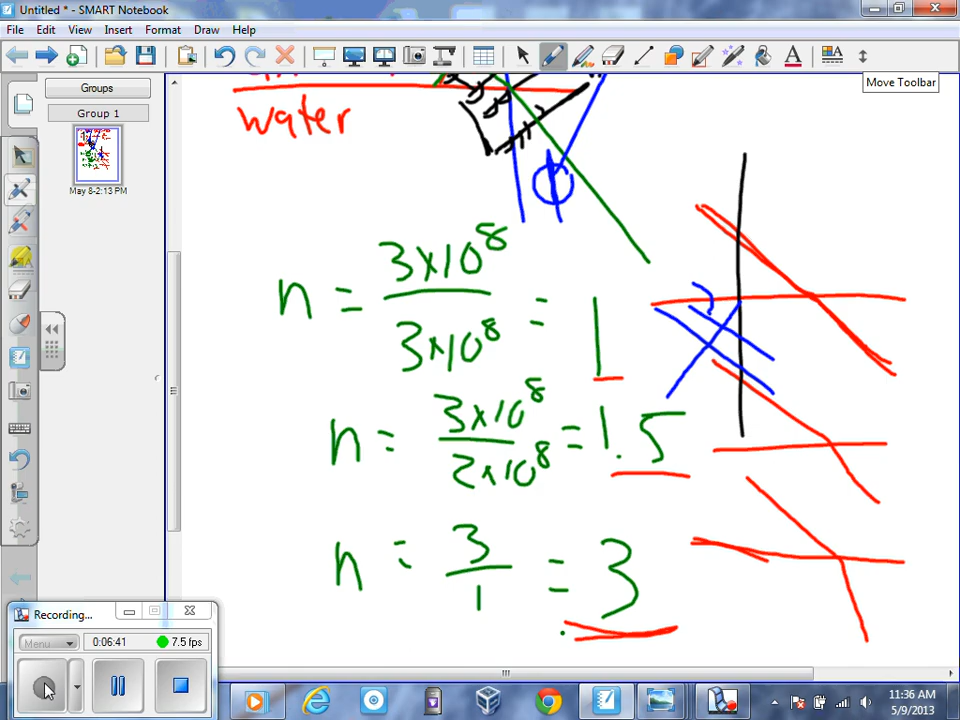 Untitled * - SMART Notebook
File Edit View Insert Format Draw Help
Move Toolbar
Groups
Group 1
May 8-2:13 PM
water
n = 3x10^8 / 3x10^8 = 1
n = 3x10^8 / 2x10^8 = 1.5
n = 3 / 1 = 3
Recording...
Menu 0:06:41 7.5 fps
11:36 AM
5/9/2013